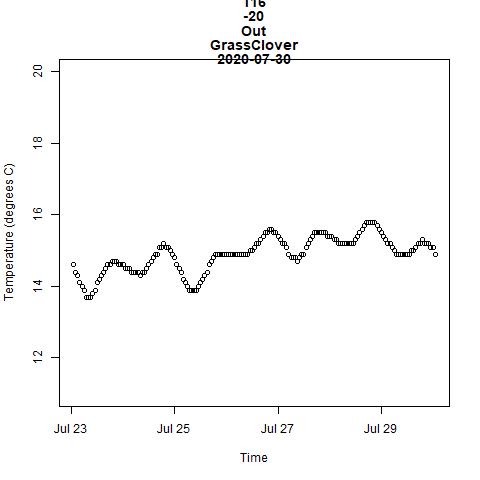 T16
-20
Out
GrassClover
2020-07-30
20
18
16
14
12
Temperature (degrees C)
Jul 23
Jul 25
Jul 27
Jul 29
Time